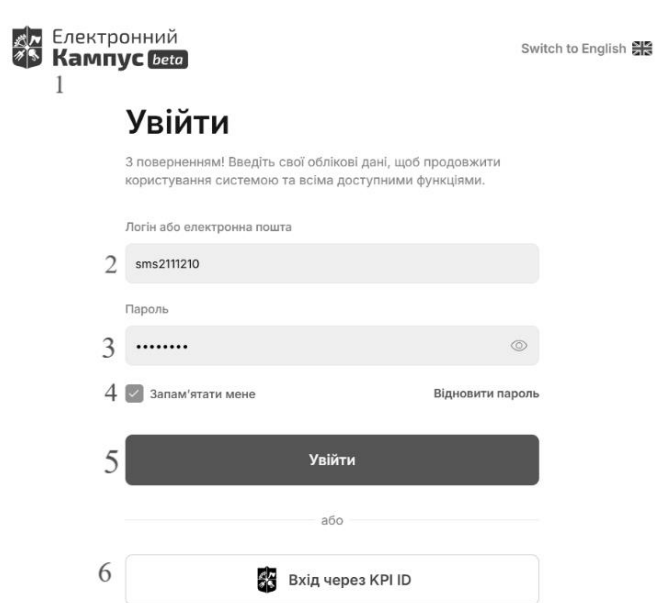 Електронний
Кампус beta
Switch to English
1
Увійти
З поверненням! Введіть свої облікові дані, щоб продовжити
користування системою та всіма доступними функціями.
Логін або електронна пошта
2 sms2111210
Пароль
3 ••••••••
4 Запам'ятати мене Відновити пароль
5 Увійти
або
6 Вхід через KPI ID